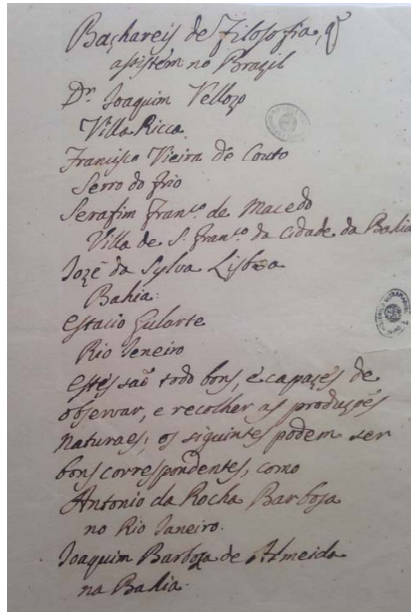 Bachareis de Filosofia, q̃
asistem no Brazil
Dr. Joaquim Vellozo
Villa Ricca
Francisco Vieira de Couto
Serro do frio
Serafim Franco. de Macedo
Villa de S. Franco. da Cidade da Bahia
Jozé da Sylva Lisboa
Bahia.
Estacio Gularte
Rio Ieneiro
estes saõ todo bons, e capazes de
observar, e recolher as produções
naturaes; os siguintes podem ser
bons correspondentes, como
Antonio da Rocha Barboza
no Rio Janeiro.
Joaquim Barboza de Almeida
na Bahia.